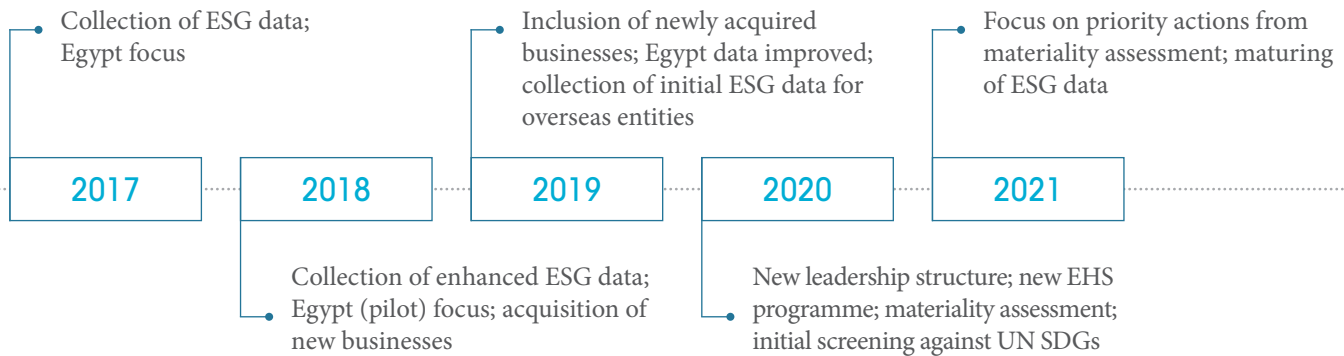 Collection of ESG data;
Egypt focus
Inclusion of newly acquired
businesses; Egypt data improved;
collection of initial ESG data for
overseas entities
Focus on priority actions from
materiality assessment; maturing
of ESG data
2017
2018
2019
2020
2021
Collection of enhanced ESG data;
Egypt (pilot) focus; acquisition of
new businesses
New leadership structure; new EHS
programme; materiality assessment;
initial screening against UN SDGs